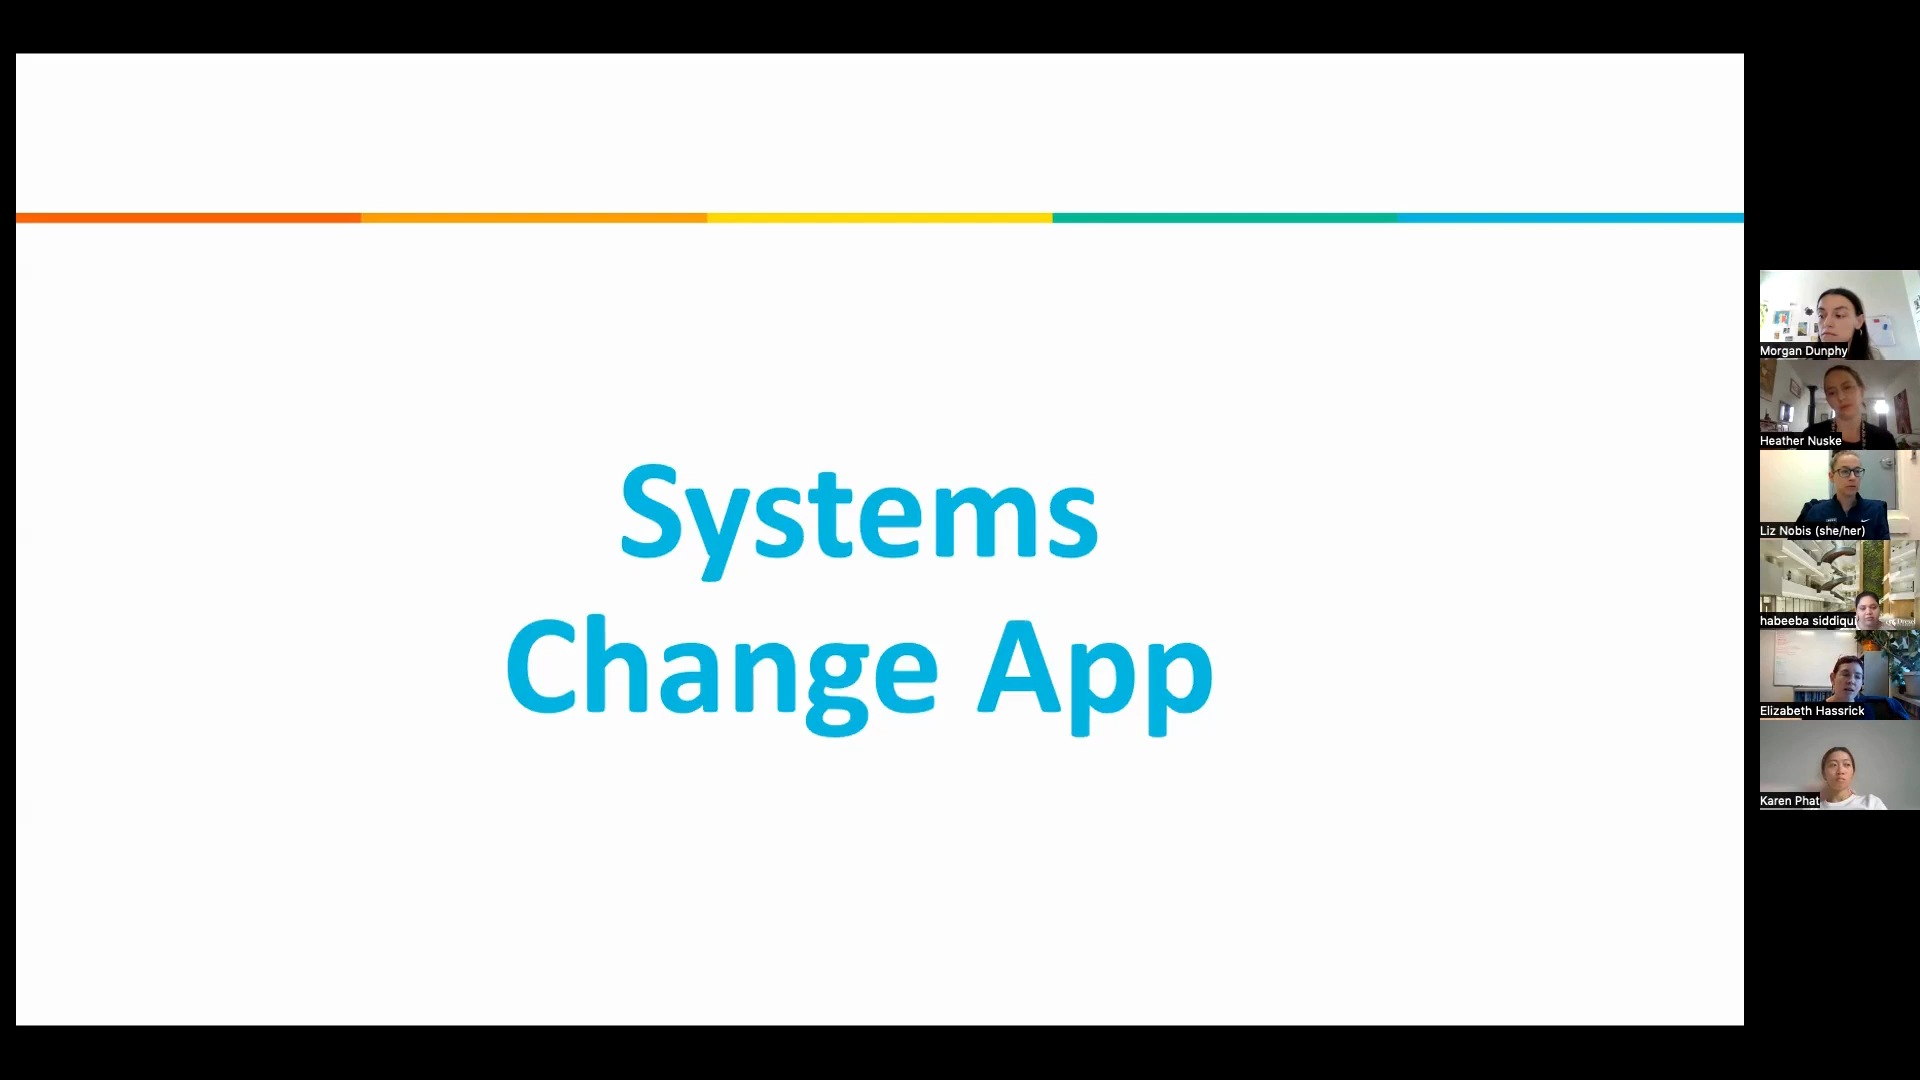 Systems
Change App
Morgan Dunphy
Heather Nuske
Liz Nobis (she/her)
habeeba siddiqui
Elizabeth Hassrick
Karen Phat